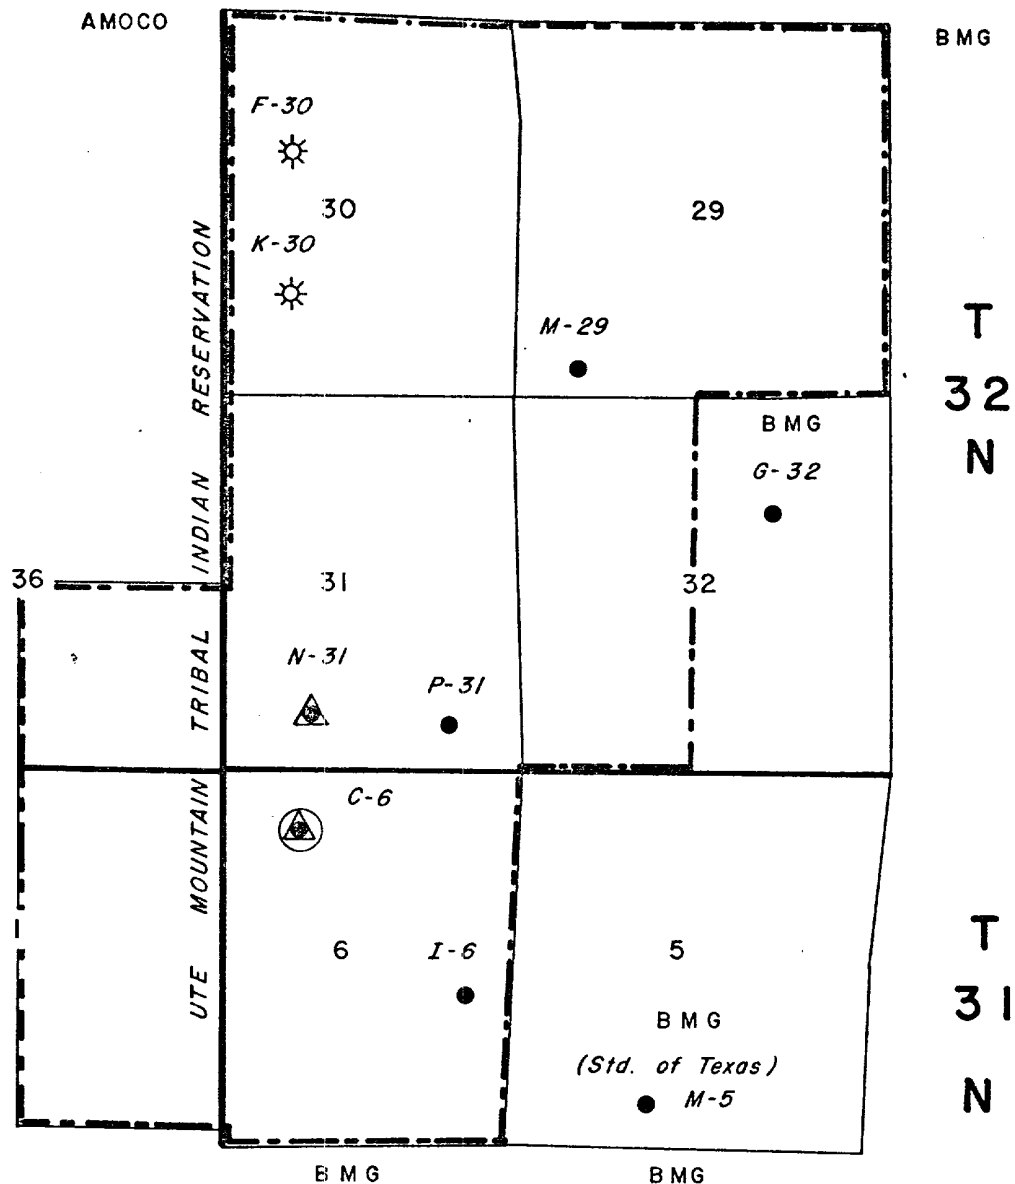 AMOCO
BMG
F-30
30
29
K-30
M-29
T
32
N
BMG
G-32
36
31
32
N-31
P-31
UTE MOUNTAIN TRIBAL INDIAN RESERVATION
C-6
6
I-6
5
T
31
N
BMG
(Std. of Texas)
M-5
BMG
BMG